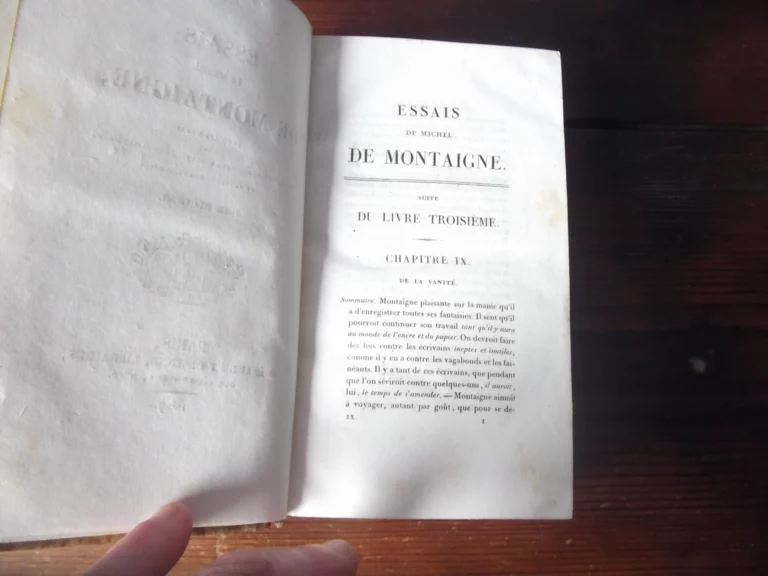 ESSAIS
DE MICHEL
DE MONTAIGNE.
SUITE
DU LIVRE TROISIÈME.
CHAPITRE IX.
DE LA VANITÉ.
Sommaire: Montaigne plaisante sur la manie qu'il
a d'enregistrer toutes ses fantaisies. Il sent qu'il
pourroit continuer son travail tant qu'il y aura
au monde de l'encre et du papier. On devroit faire
des lois contre les écrivains ineptes et inutiles,
comme il y en a contre les vagabonds et les fai-
néants. Il y a tant de ces écrivains, que pendant
que l'on séviroit contre quelques-uns, il auroit,
lui, le temps de s'amender. — Montaigne aimoit
à voyager, autant par goût, que pour se dé-
IX. 1
ESSAIS
DE MONTAIGNE,